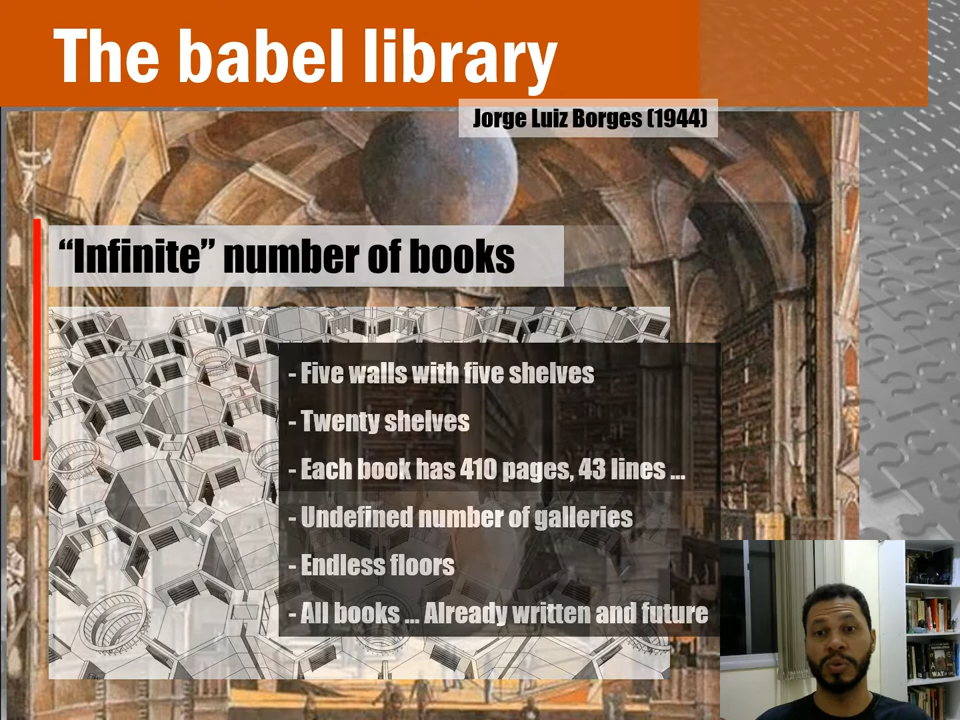 The babel library
Jorge Luiz Borges (1944)
“Infinite” number of books
- Five walls with five shelves
- Twenty shelves
- Each book has 410 pages, 43 lines ...
- Undefined number of galleries
- Endless floors
- All books ... Already written and future